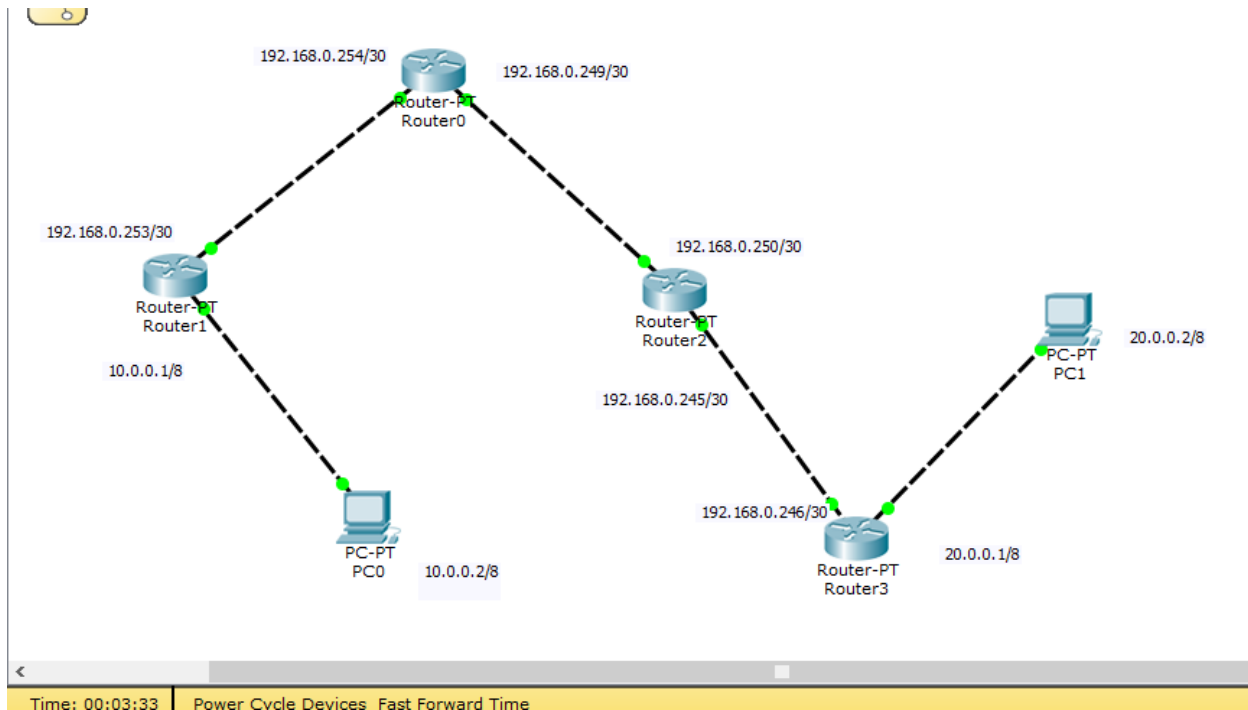 192.168.0.254/30
192.168.0.249/30
Router-PT
Router0
192.168.0.253/30
Router-PT
Router1
192.168.0.250/30
Router-PT
Router2
20.0.0.2/8
PC-PT
PC1
10.0.0.1/8
192.168.0.245/30
192.168.0.246/30
PC-PT
PC0
10.0.0.2/8
20.0.0.1/8
Router-PT
Router3
Time: 00:03:33 Power Cycle Devices Fast Forward Time